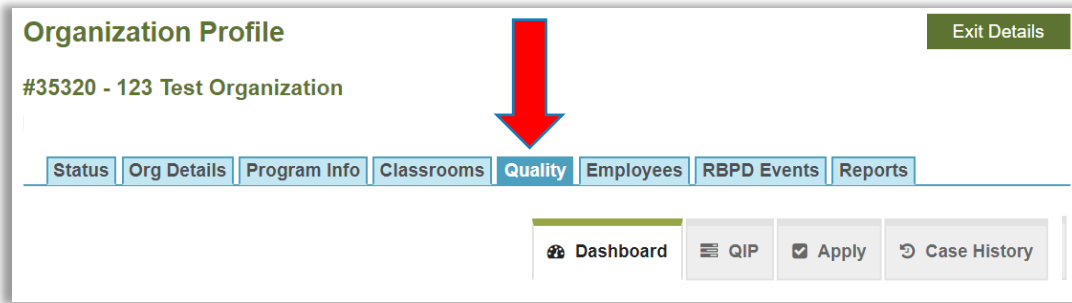 Organization Profile
Exit Details
#35320 - 123 Test Organization
Status Org Details Program Info Classrooms Quality Employees RBPD Events Reports
Dashboard QIP Apply Case History